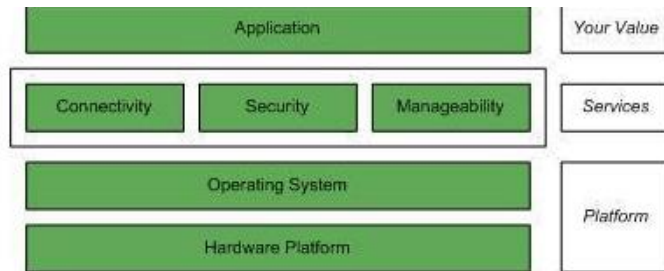 Application
Your Value
Connectivity
Security
Manageability
Services
Operating System
Platform
Hardware Platform